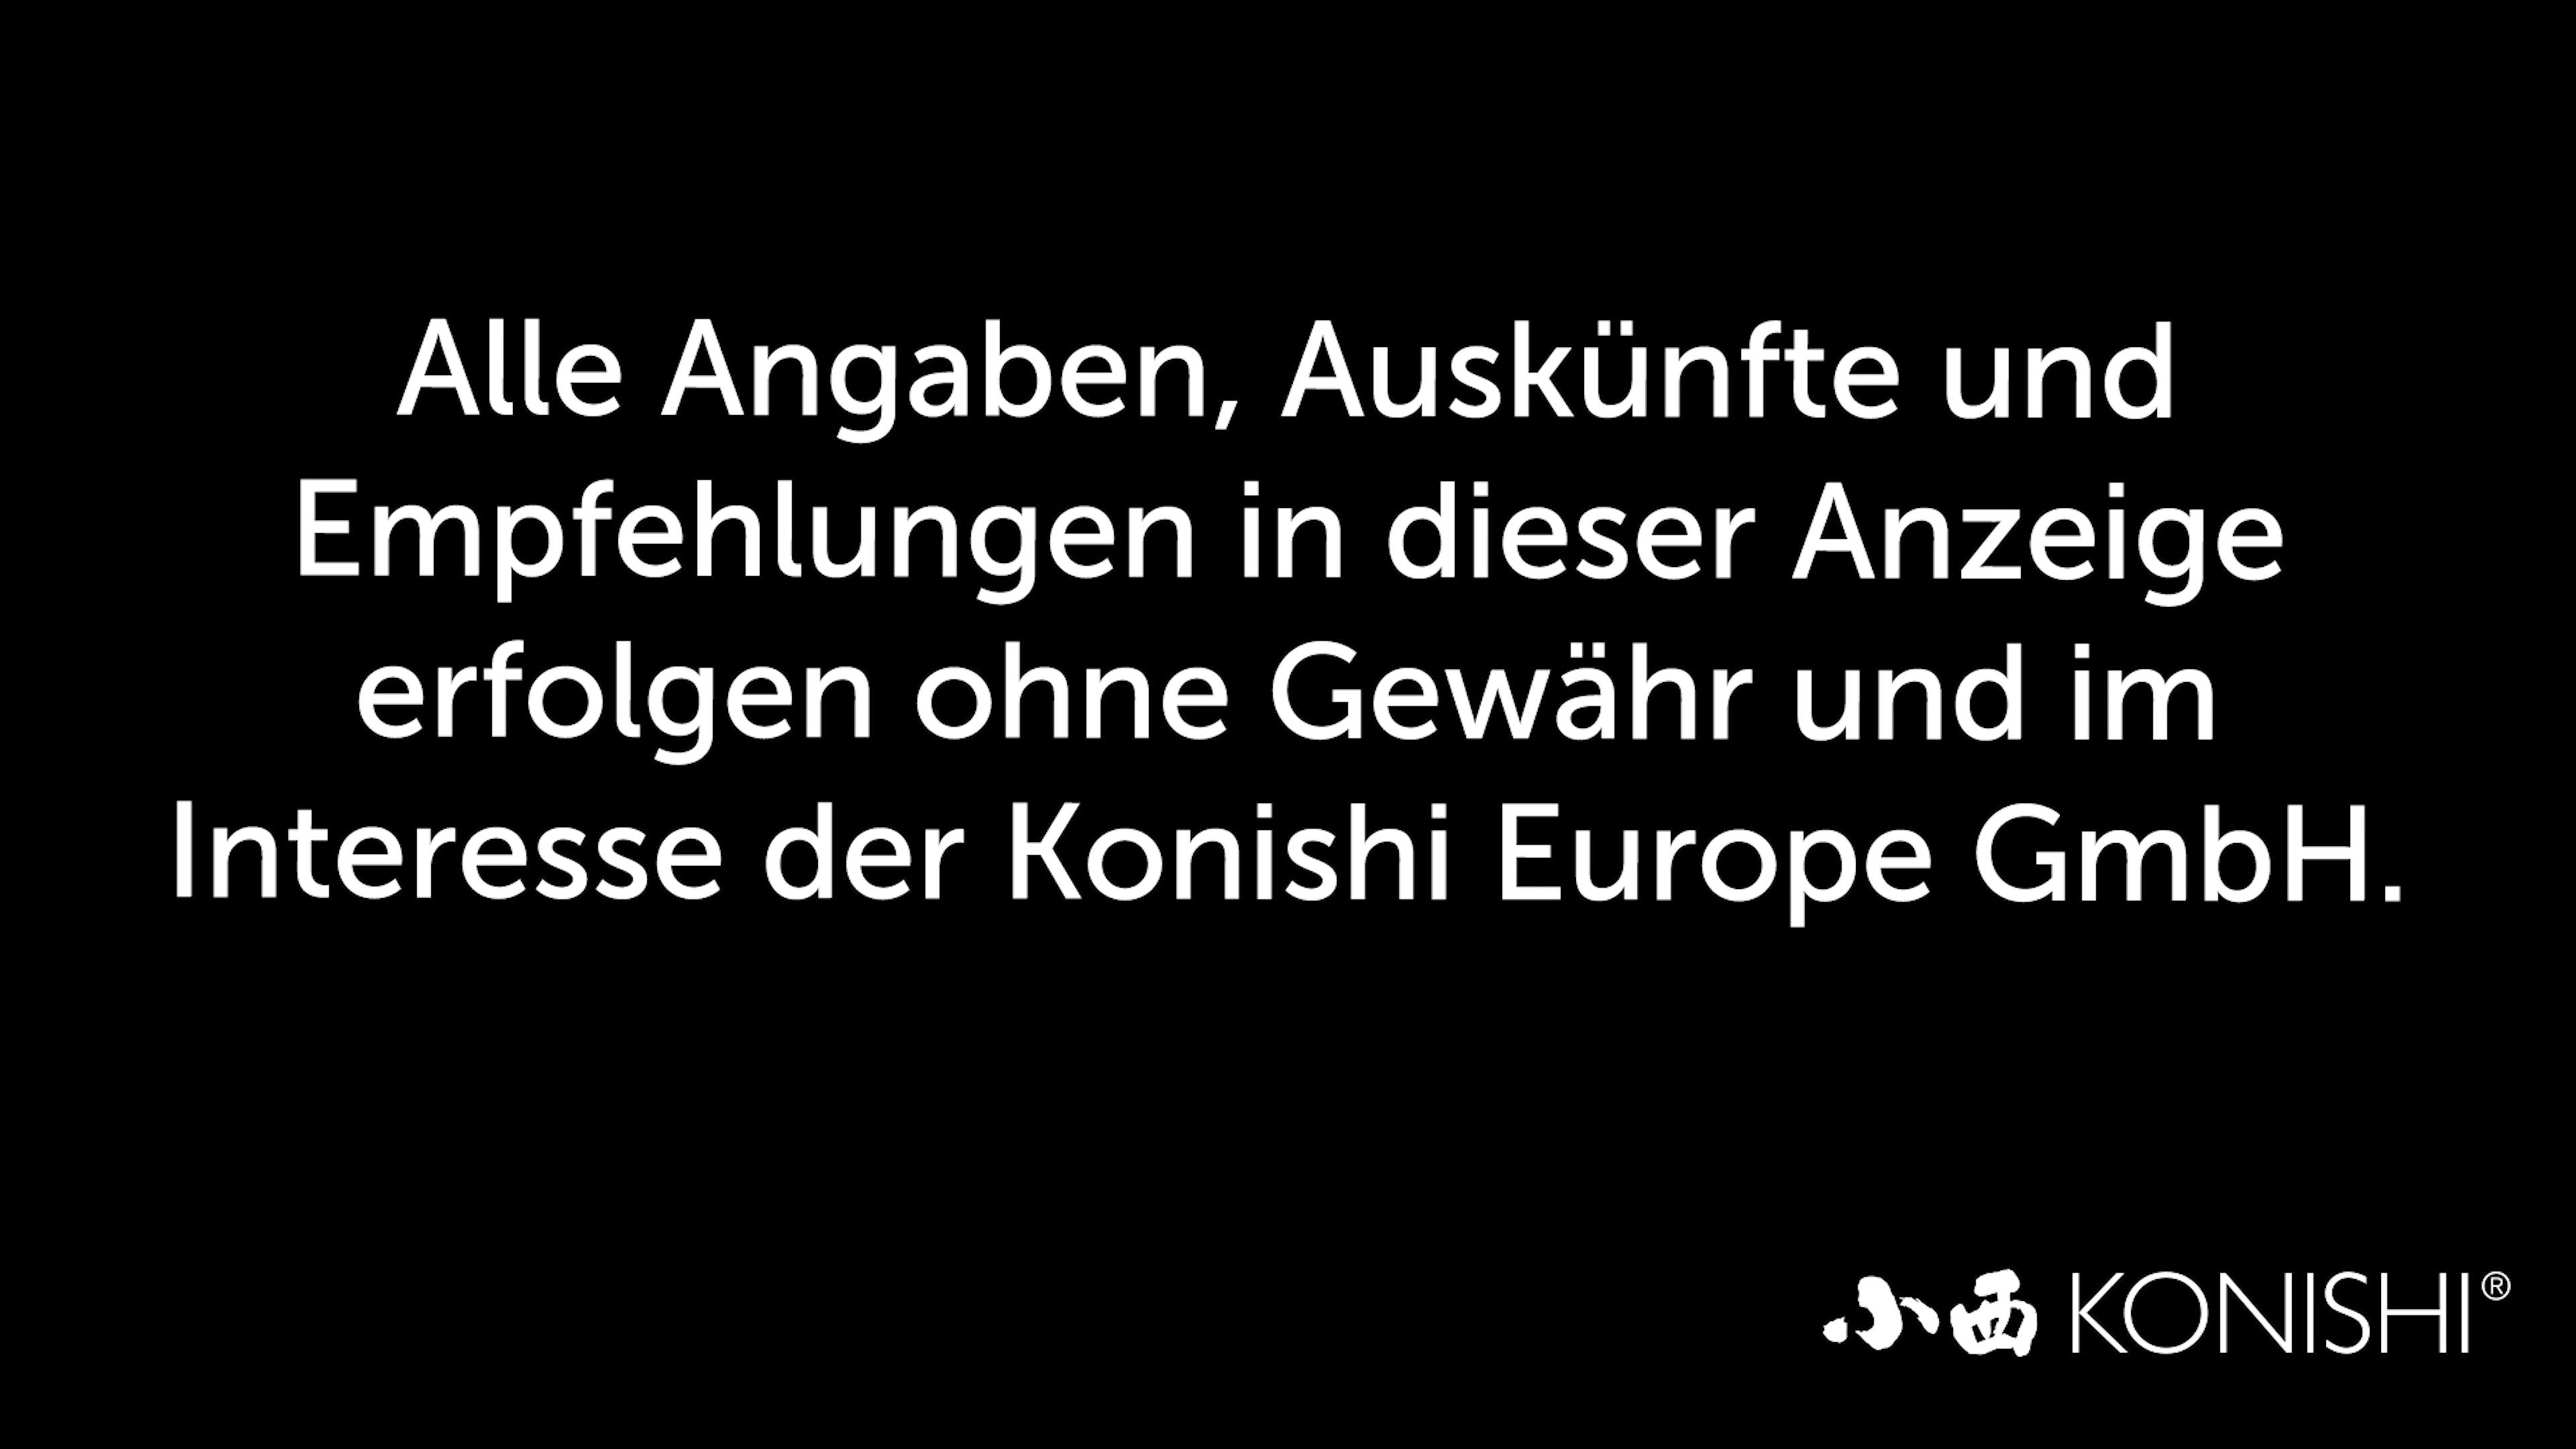 Alle Angaben, Auskünfte und
Empfehlungen in dieser Anzeige
erfolgen ohne Gewähr und im
Interesse der Konishi Europe GmbH.
小西 KONISHI®